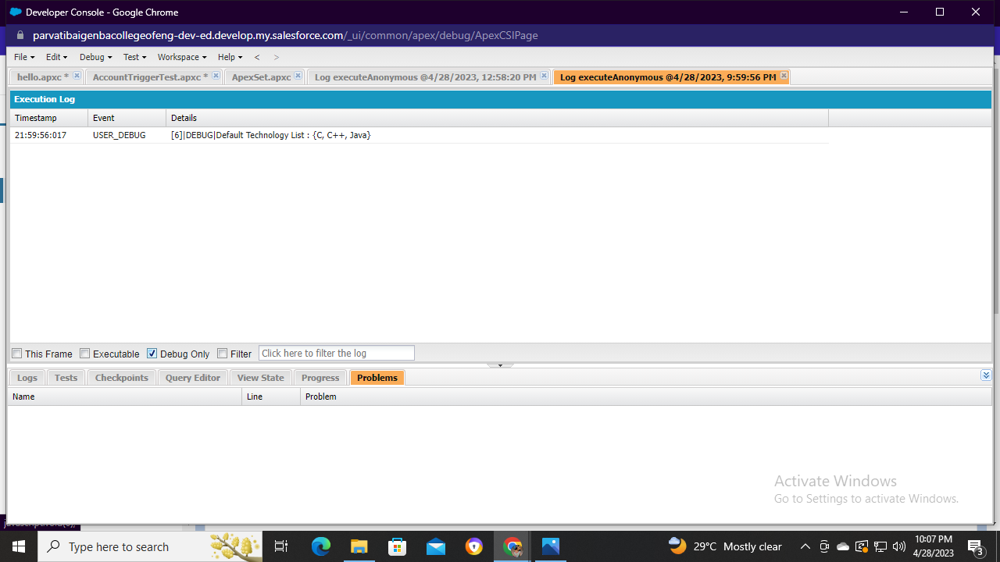 Developer Console - Google Chrome
parvatibaigenbacollegeofeng-dev-ed.develop.my.salesforce.com/_ui/common/apex/debug/ApexCSIPage
File Edit Debug Test Workspace Help < >
hello.apxc * AccountTriggerTest.apxc * ApexSet.apxc Log executeAnonymous @4/28/2023, 12:58:20 PM Log executeAnonymous @4/28/2023, 9:59:56 PM
Execution Log
Timestamp Event Details
21:59:56:017 USER_DEBUG [6]|DEBUG|Default Technology List : {C, C++, Java}
This Frame Executable Debug Only Filter Click here to filter the log
Logs Tests Checkpoints Query Editor View State Progress Problems
Name Line Problem
Activate Windows
Go to Settings to activate Windows.
javascript:void(0);
Type here to search
29°C Mostly clear
10:07 PM
4/28/2023
3